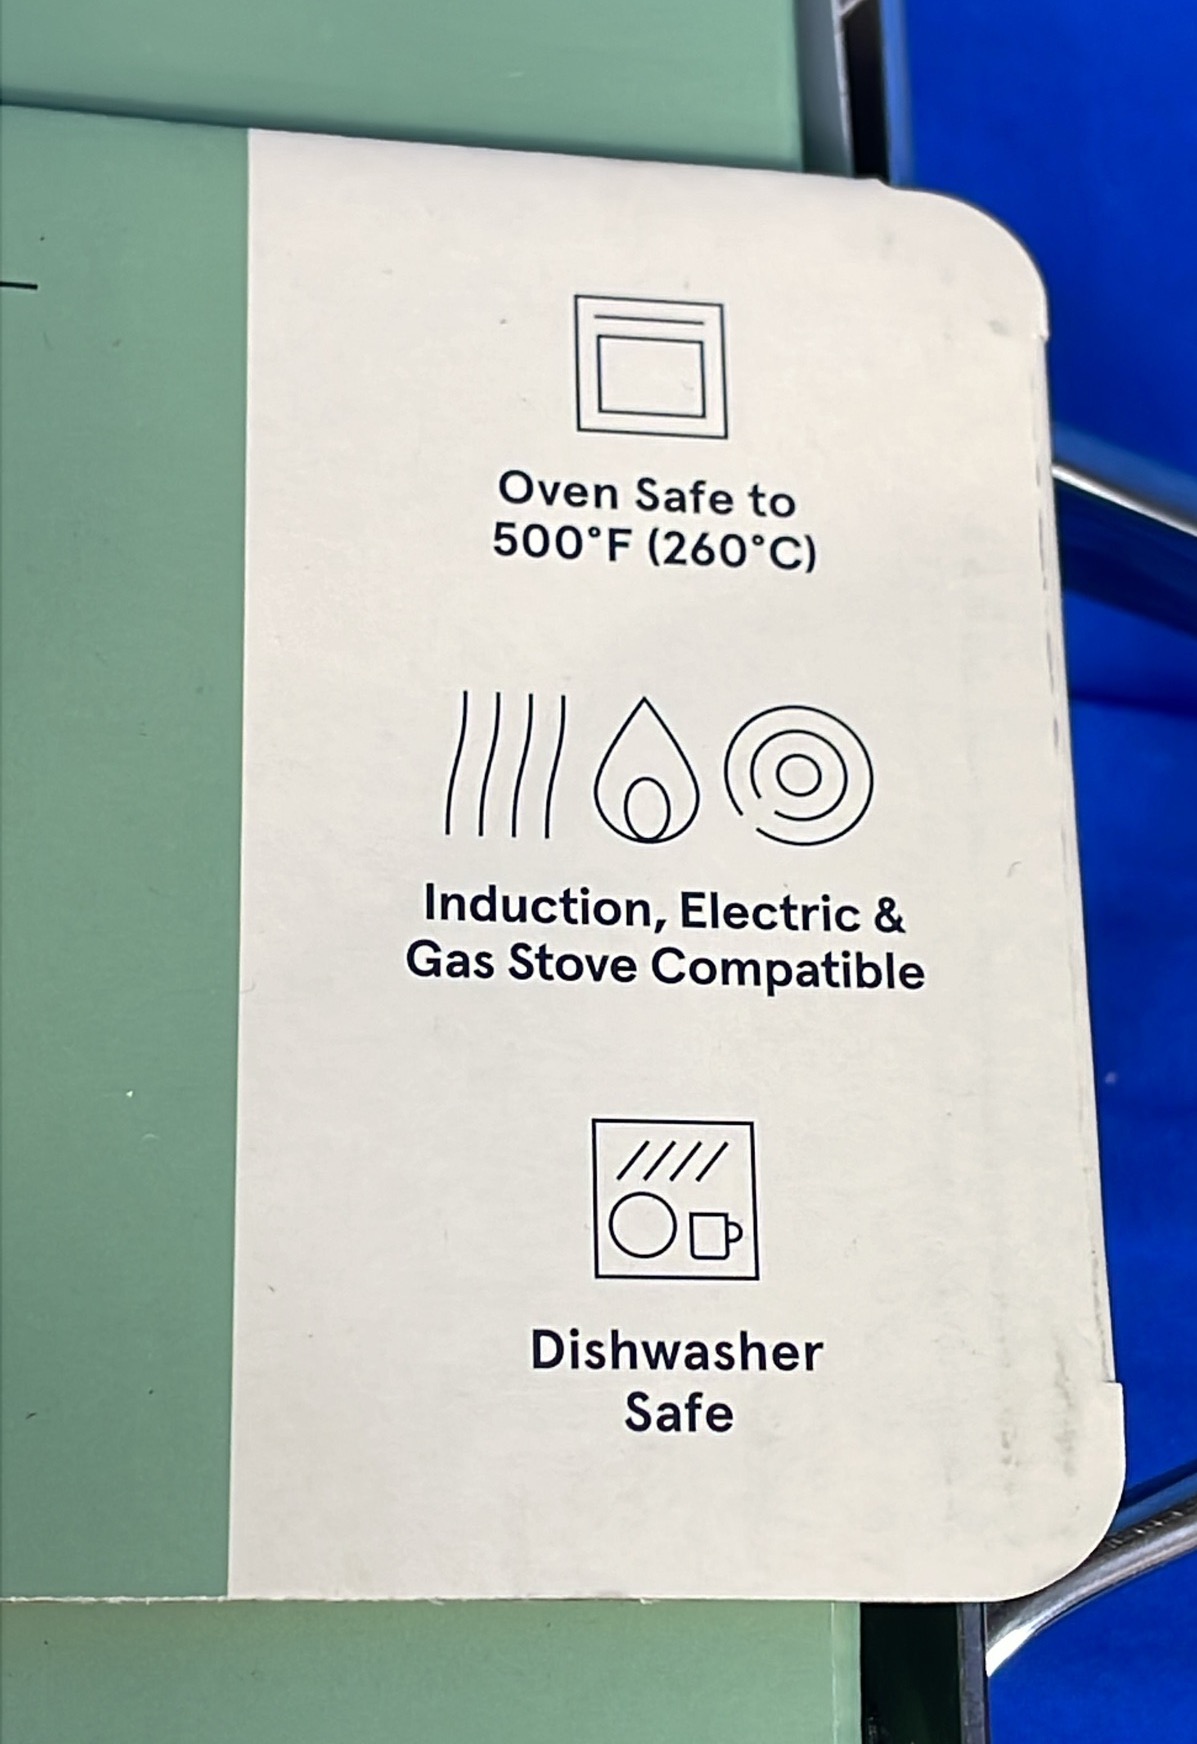 Oven Safe to
500°F (260°C)
Induction, Electric &
Gas Stove Compatible
Dishwasher
Safe